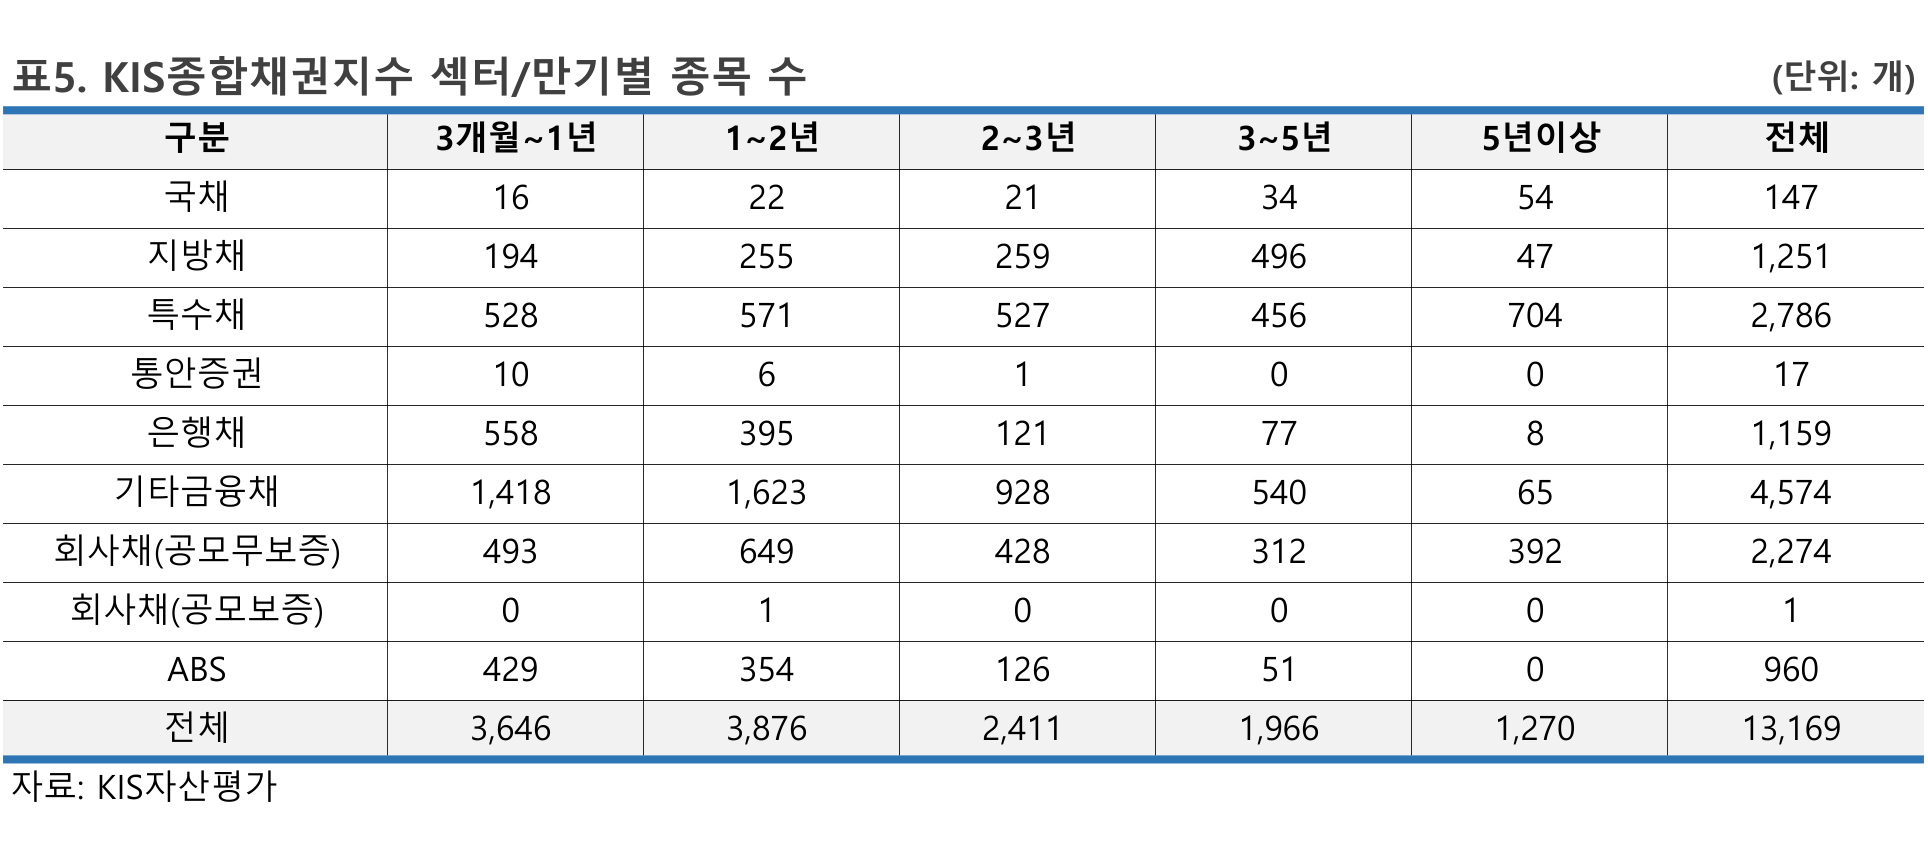 표5. KIS종합채권지수 섹터/만기별 종목 수 (단위: 개)
구분 3개월~1년 1~2년 2~3년 3~5년 5년이상 전체
국채 16 22 21 34 54 147
지방채 194 255 259 496 47 1,251
특수채 528 571 527 456 704 2,786
통안증권 10 6 1 0 0 17
은행채 558 395 121 77 8 1,159
기타금융채 1,418 1,623 928 540 65 4,574
회사채(공모무보증) 493 649 428 312 392 2,274
회사채(공모보증) 0 1 0 0 0 1
ABS 429 354 126 51 0 960
전체 3,646 3,876 2,411 1,966 1,270 13,169
자료: KIS자산평가